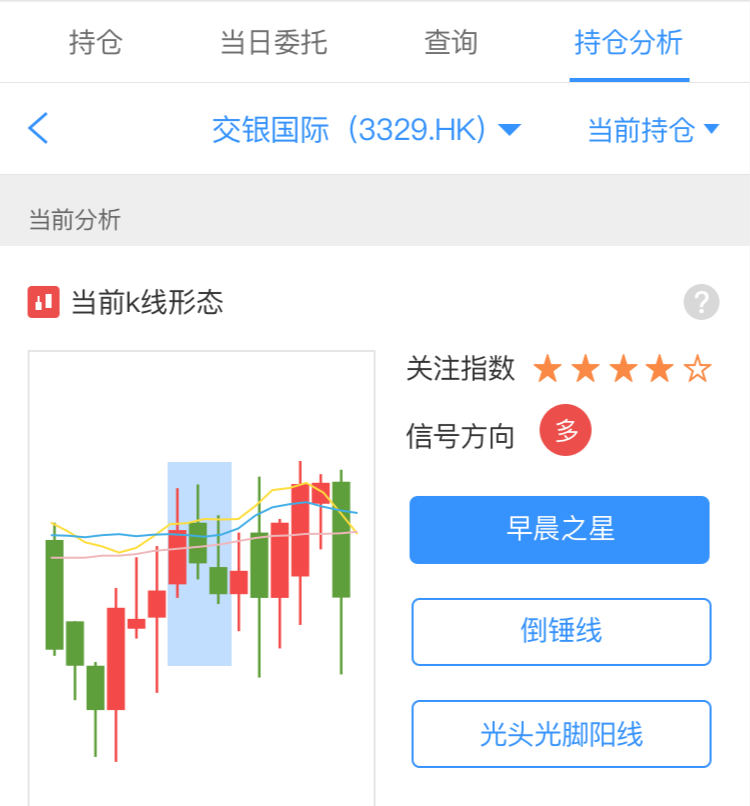 持仓 当日委托 查询 持仓分析
交银国际（3329.HK） 当前持仓
当前分析
当前k线形态 ?
关注指数
信号方向 多
早晨之星
倒锤线
光头光脚阳线